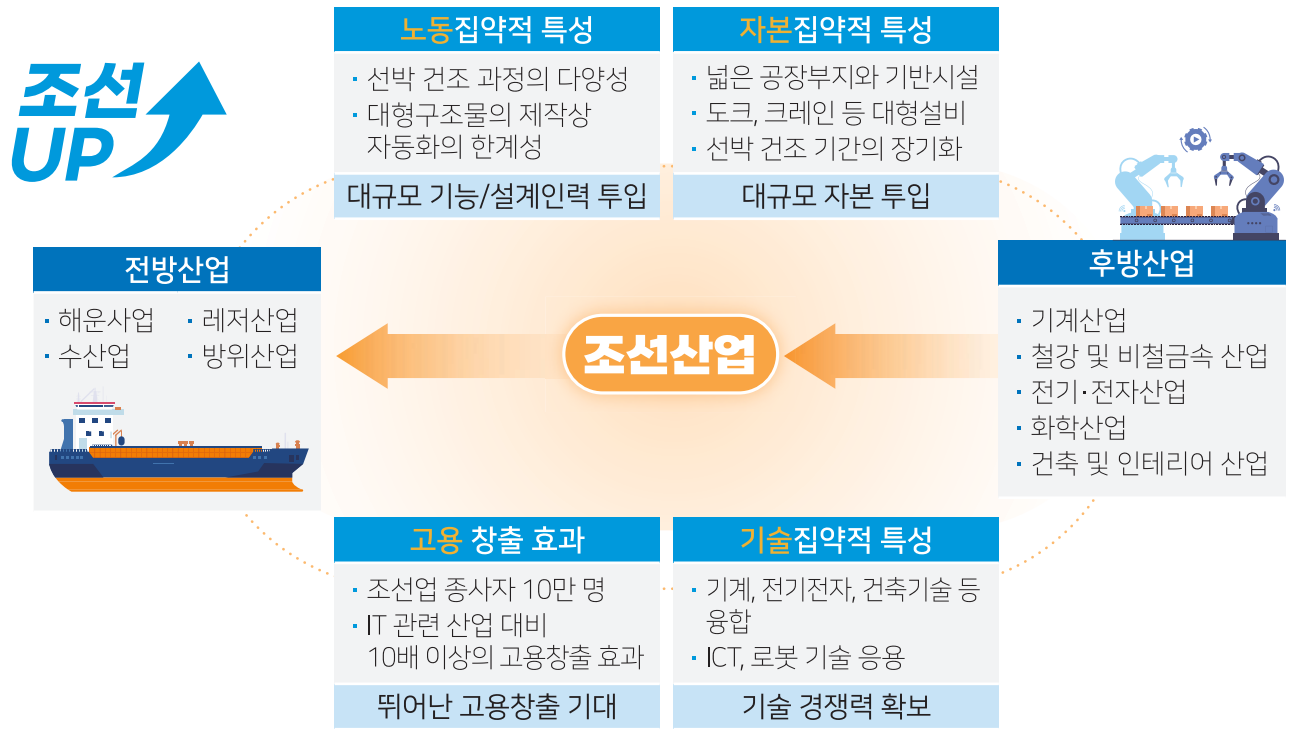 조선
UP
노동집약적 특성
· 선박 건조 과정의 다양성
· 대형구조물의 제작상
자동화의 한계성
대규모 기능/설계인력 투입
자본집약적 특성
· 넓은 공장부지와 기반시설
· 도크, 크레인 등 대형설비
· 선박 건조 기간의 장기화
대규모 자본 투입
전방산업
· 해운사업
· 레저산업
· 수산업
· 방위산업
조선산업
후방산업
· 기계산업
· 철강 및 비철금속 산업
· 전기·전자산업
· 화학산업
· 건축 및 인테리어 산업
고용 창출 효과
· 조선업 종사자 10만 명
· IT 관련 산업 대비
10배 이상의 고용창출 효과
뛰어난 고용창출 기대
기술집약적 특성
· 기계, 전기전자, 건축기술 등
융합
· ICT, 로봇 기술 응용
기술 경쟁력 확보